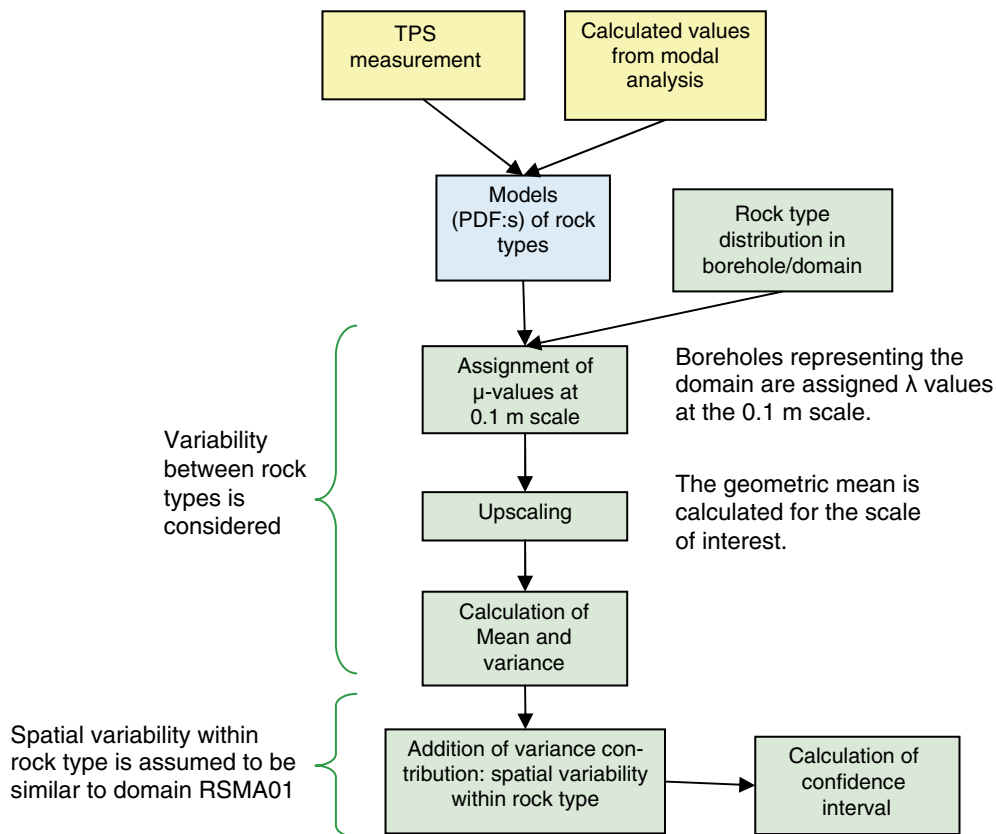 TPS
measurement
Calculated values
from modal
analysis
Models
(PDF:s) of rock
types
Rock type
distribution in
borehole/domain
Assignment of
μ-values at
0.1 m scale
Boreholes representing the
domain are assigned λ values
at the 0.1 m scale.
Variability
between rock
types is
considered
Upscaling
The geometric mean is
calculated for the scale
of interest.
Calculation of
Mean and
variance
Spatial variability within
rock type is assumed to be
similar to domain RSMA01
Addition of variance con-
tribution: spatial variability
within rock type
Calculation of
confidence
interval